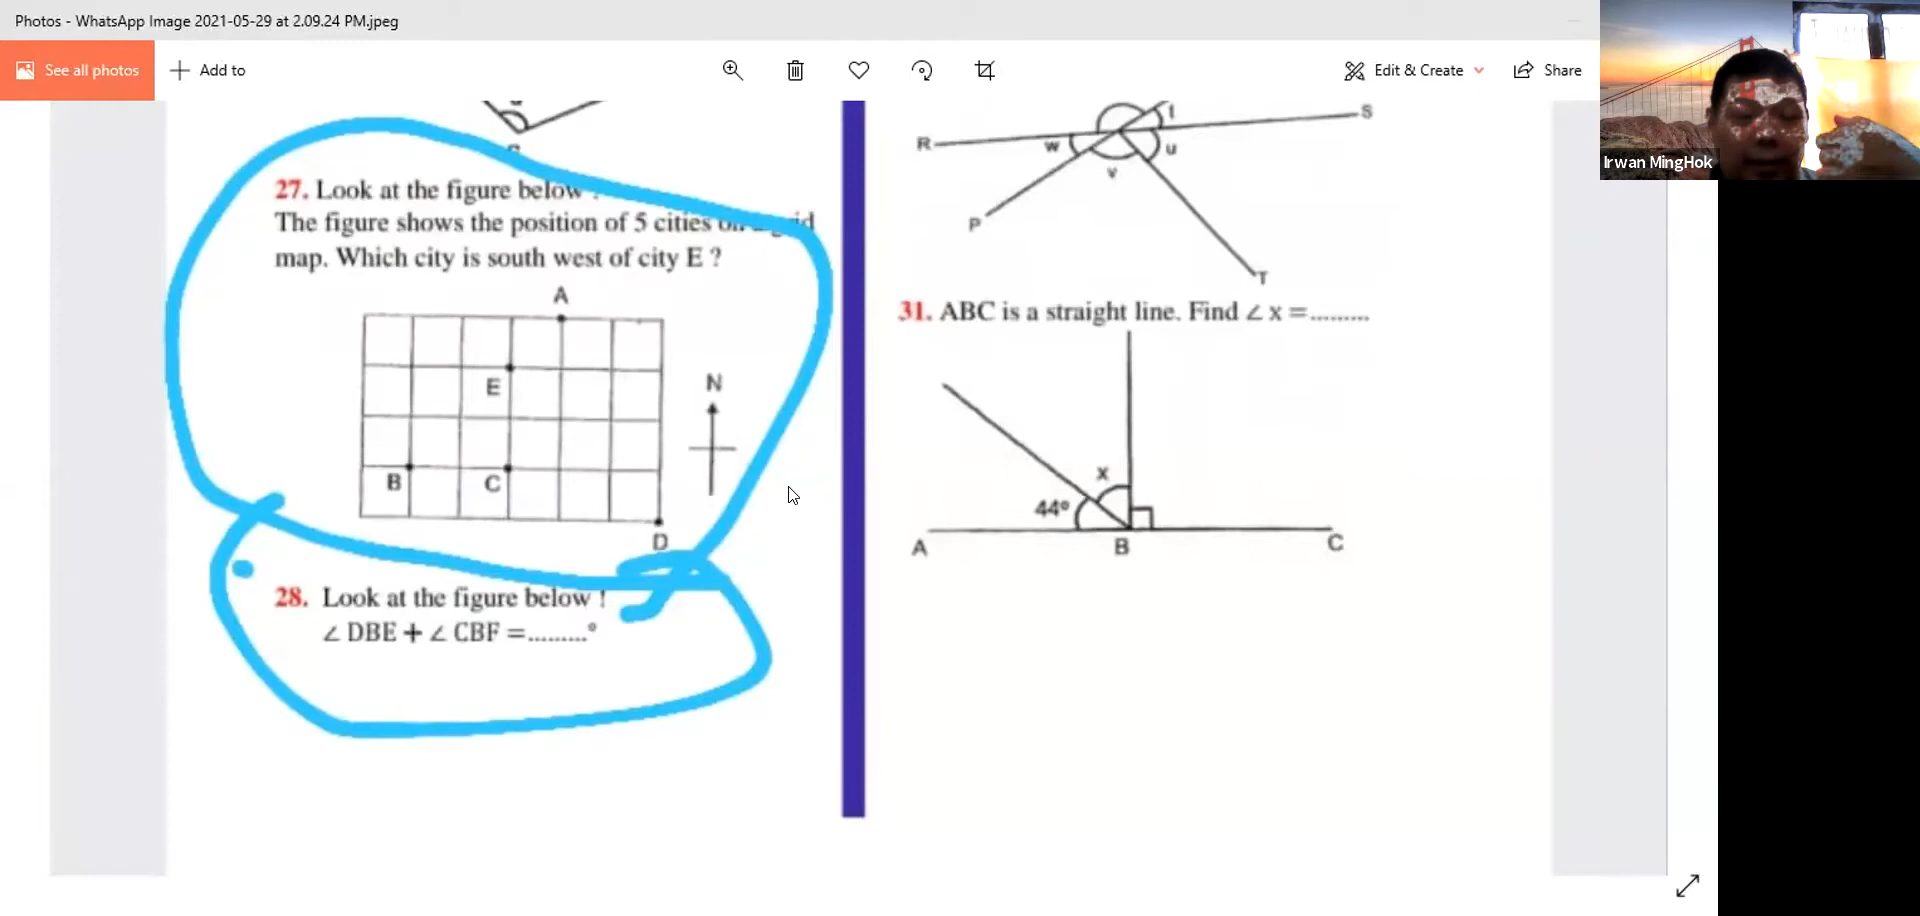 Photos - WhatsApp Image 2021-05-29 at 2.09.24 PM.jpeg
See all photos
Add to
Edit & Create
Share
Irwan MingHok
27. Look at the figure below
The figure shows the position of 5 cities
map. Which city is south west of city E ?
A
E
N
B
C
D
28. Look at the figure below !
∠ DBE + ∠ CBF =.........°
R
w
t
S
u
v
P
T
31. ABC is a straight line. Find ∠ x =.........
x
44°
A
B
C